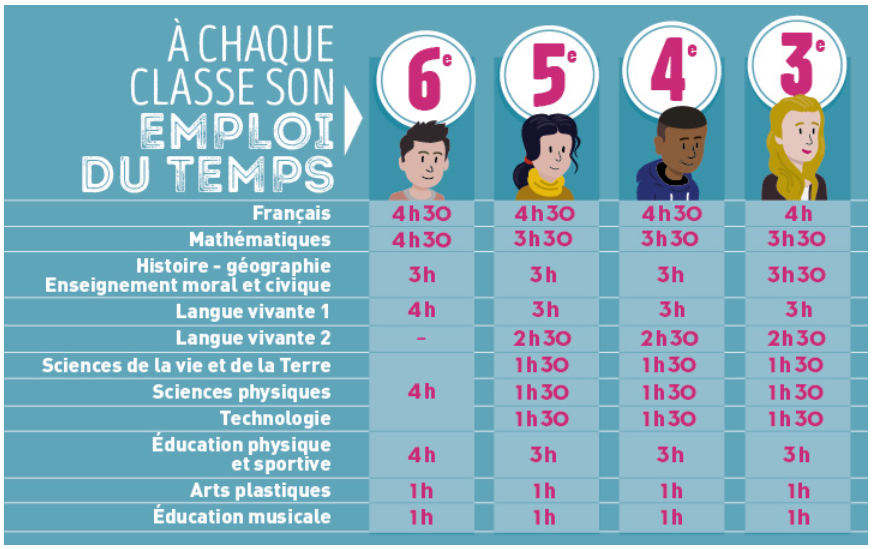 À CHAQUE
CLASSE SON
EMPLOI
DU TEMPS
6e 5e 4e 3e
Français 4h30 4h30 4h30 4h
Mathématiques 4h30 3h30 3h30 3h30
Histoire - géographie
Enseignement moral et civique 3h 3h 3h 3h30
Langue vivante 1 4h 3h 3h 3h
Langue vivante 2 - 2h30 2h30 2h30
Sciences de la vie et de la Terre 1h30 1h30 1h30
Sciences physiques 4h 1h30 1h30 1h30
Technologie 1h30 1h30 1h30
Éducation physique
et sportive 4h 3h 3h 3h
Arts plastiques 1h 1h 1h 1h
Éducation musicale 1h 1h 1h 1h